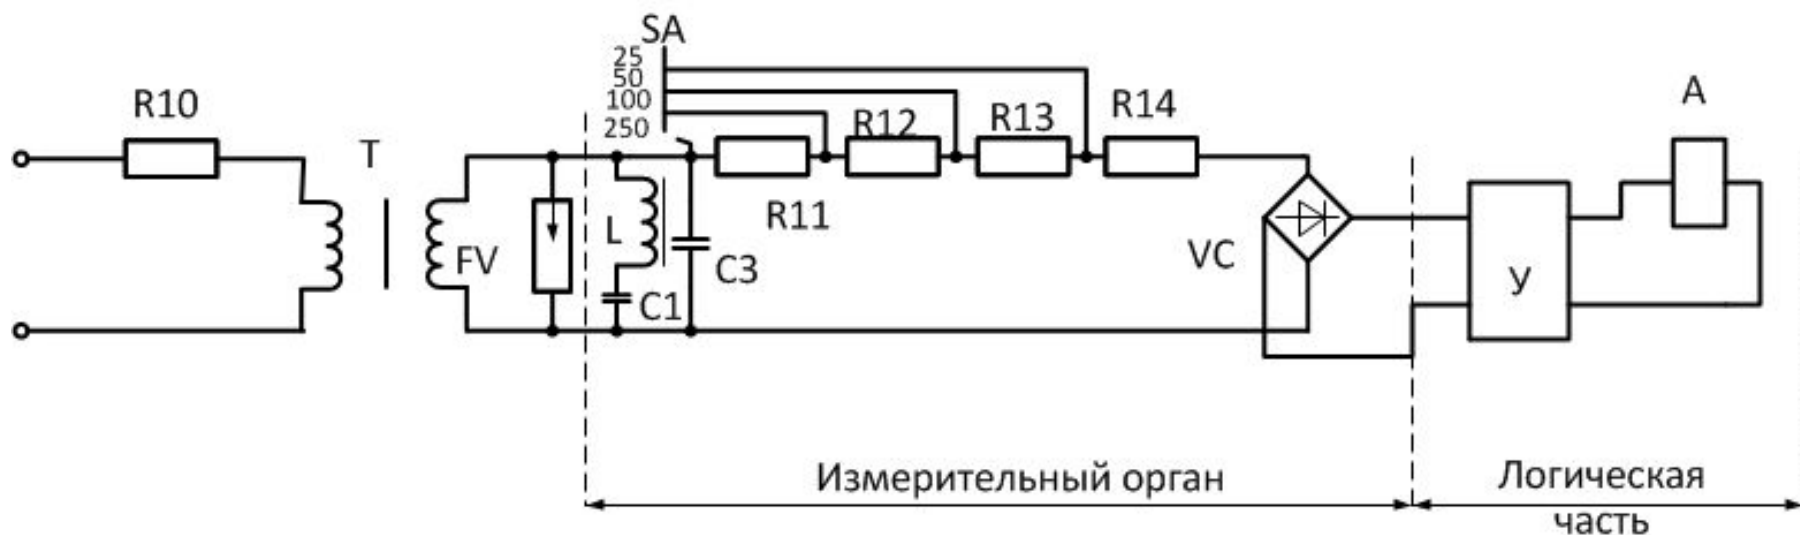 SA
25
50
100
250
R10
T
FV
L
C1
C3
R11
R12
R13
R14
VC
У
A
Измерительный орган
Логическая
часть